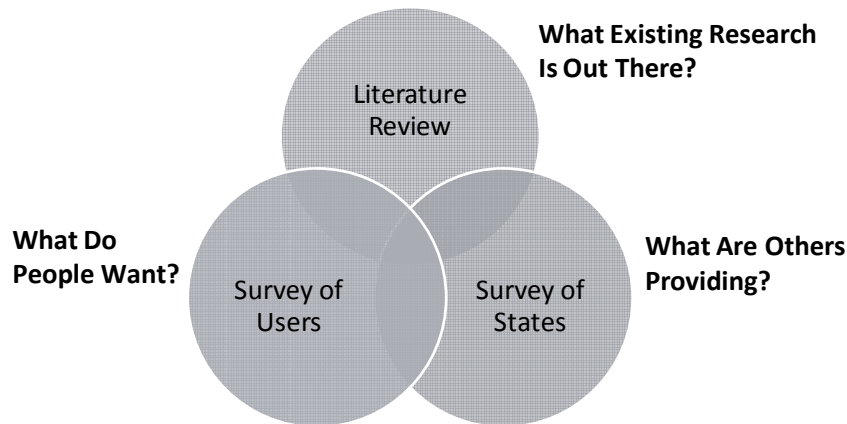 What Existing Research
Is Out There?
Literature
Review
What Do
People Want?
Survey of
Users
Survey of
States
What Are Others
Providing?